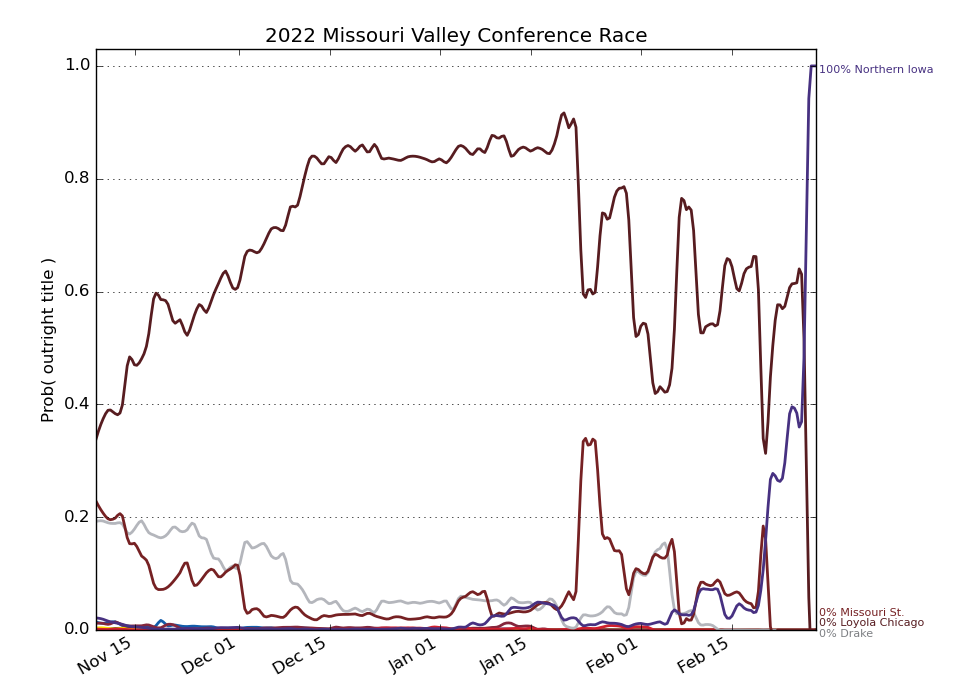 2022 Missouri Valley Conference Race
Prob( outright title )
1.0
0.8
0.6
0.4
0.2
0.0
100% Northern Iowa
0% Missouri St.
0% Loyola Chicago
0% Drake
Nov 15
Dec 01
Dec 15
Jan 01
Jan 15
Feb 01
Feb 15